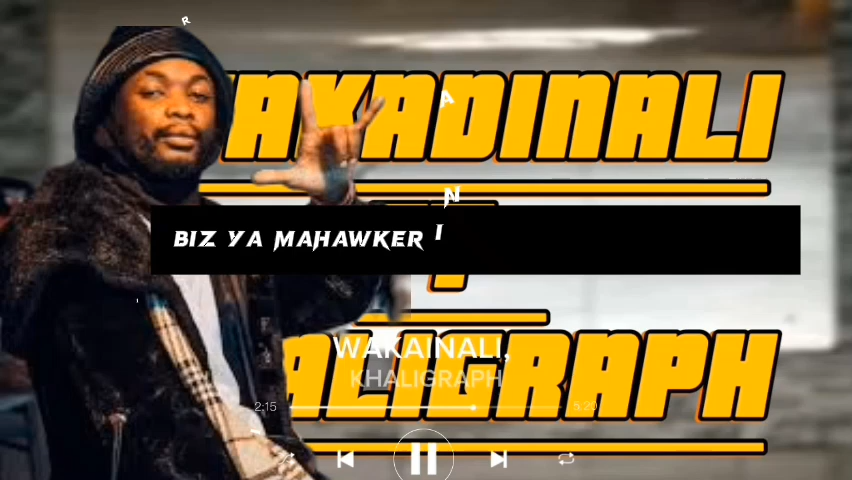 R
AKADINALI
A
N
BIZ YA MAHAWKER I
WAKAINALI,
KHALIGRAPH
ALIGRAPH
2:15
5:20